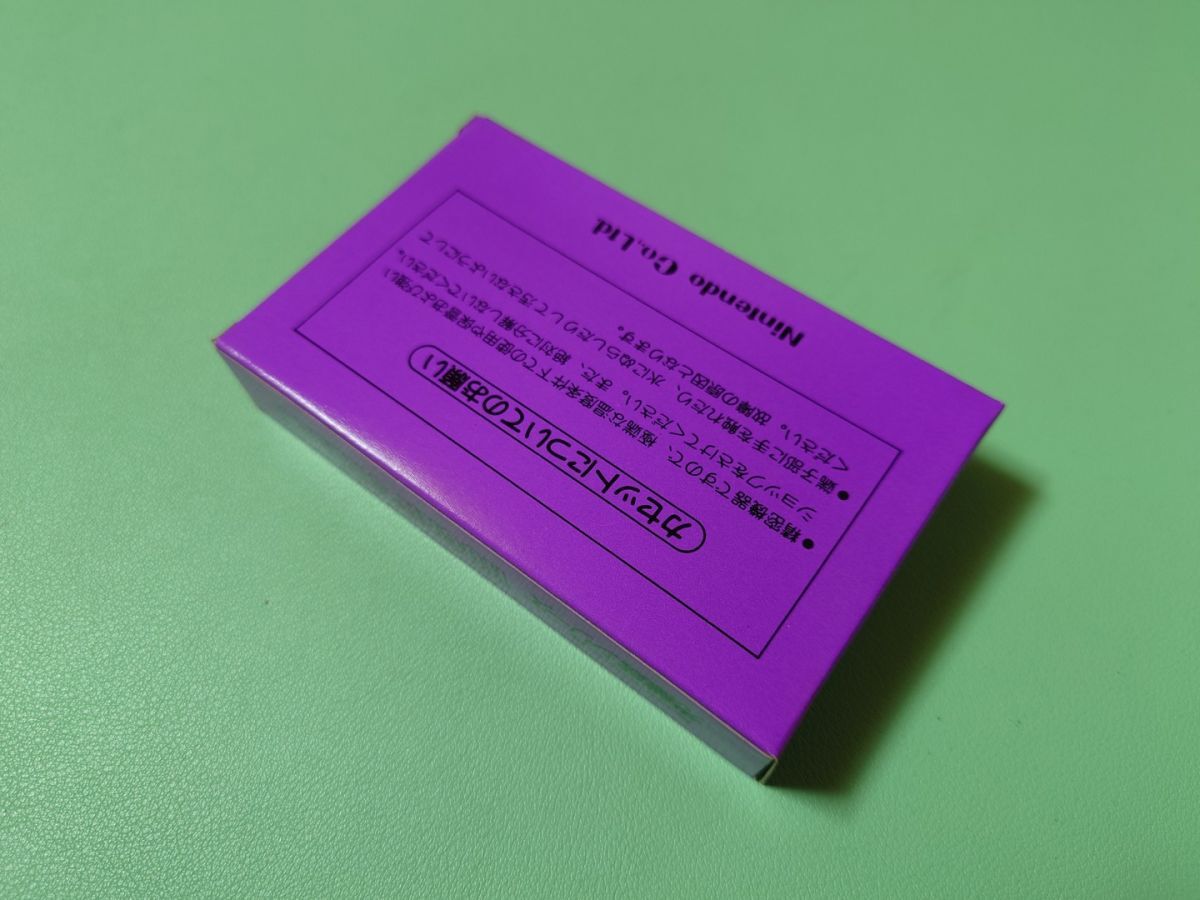 カセットについてのお願い
●精密機器ですので、極端な温度条件下での使用や保管および強い
ショックをさけてください。また、絶対に分解しないでください。
●端子部に手を触れたり、水にぬらしたりして汚さないようにして
ください。故障の原因となります。
Nintendo Co.,Ltd.